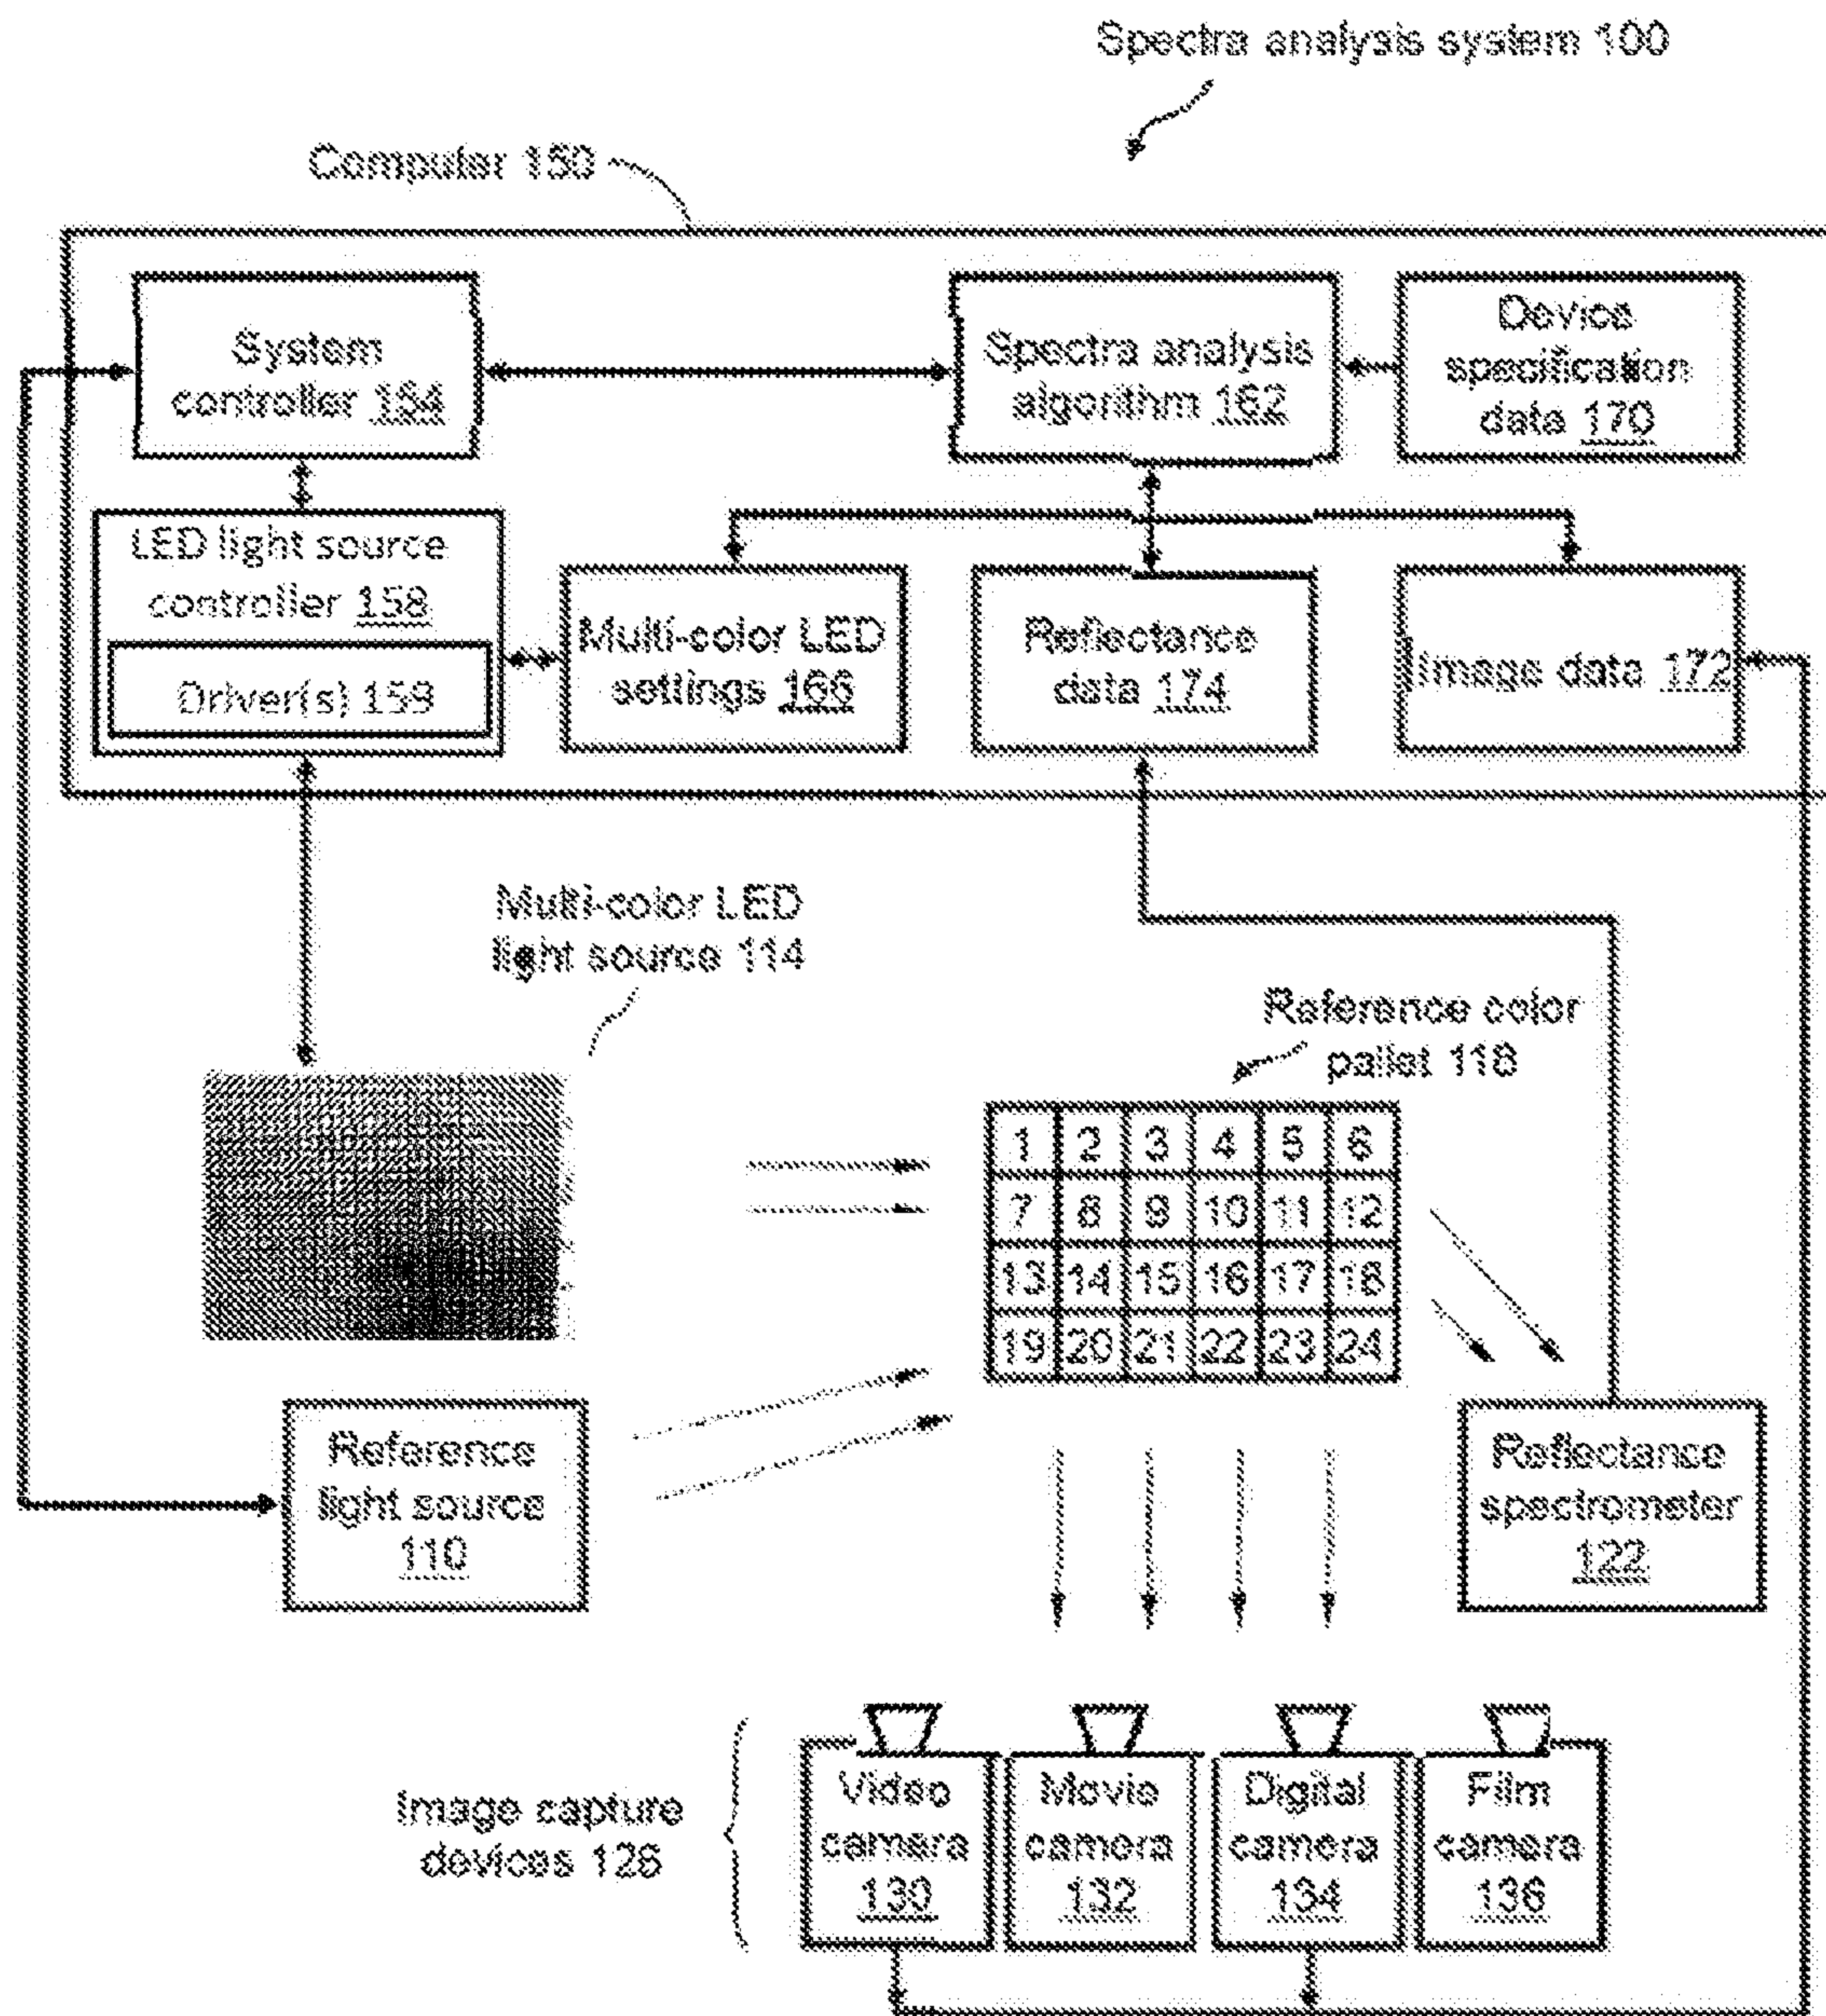 Spectra analysis system 100
Computer 150
System
controller 154
Spectra analysis
algorithm 162
Device
specification
data 170
LED light source
controller 158
Driver(s) 159
Multi-color LED
settings 166
Reflectance
data 174
Image data 172
Multi-color LED
light source 114
Reference color
pallet 118
1 2 3 4 5 6
7 8 9 10 11 12
13 14 15 16 17 18
19 20 21 22 23 24
Reference
light source
110
Reflectance
spectrometer
122
Image capture
devices 126
Video
camera
130
Movie
camera
132
Digital
camera
134
Film
camera
136